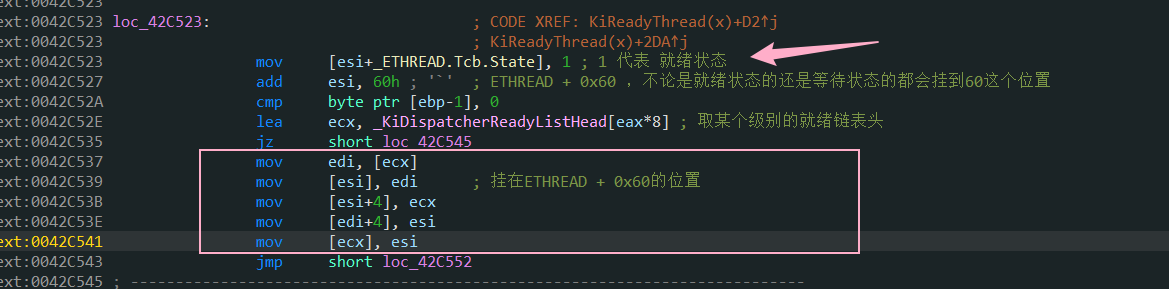 ext:0042C523
ext:0042C523 loc_42C523: ; CODE XREF: KiReadyThread(x)+D2↑j
ext:0042C523 ; KiReadyThread(x)+2DA↑j
ext:0042C523 mov [esi+_ETHREAD.Tcb.State], 1 ; 1 代表 就绪状态
ext:0042C527 add esi, 60h ; '`' ; ETHREAD + 0x60 ，不论是就绪状态的还是等待状态的都会挂到60这个位置
ext:0042C52A cmp byte ptr [ebp-1], 0
ext:0042C52E lea ecx, _KiDispatcherReadyListHead[eax*8] ; 取某个级别的就绪链表头
ext:0042C535 jz short loc_42C545
ext:0042C537 mov edi, [ecx]
ext:0042C539 mov [esi], edi ; 挂在ETHREAD + 0x60的位置
ext:0042C53B mov [esi+4], ecx
ext:0042C53E mov [edi+4], esi
ext:0042C541 mov [ecx], esi
ext:0042C543 jmp short loc_42C552
ext:0042C545 ; ---------------------------------------------------------------------------